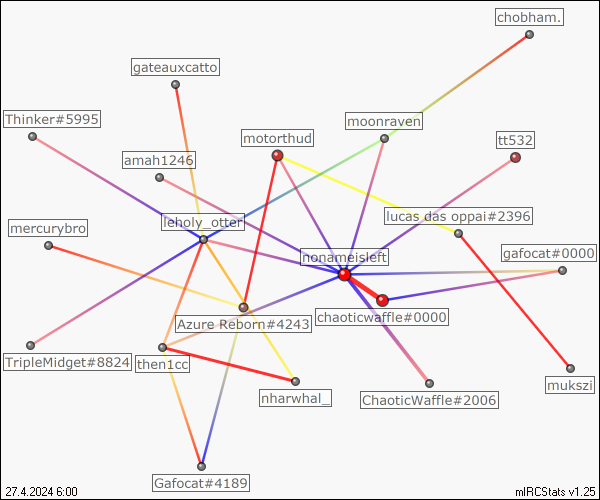 chobham.
gateauxcatto
Thinker#5995
moonraven
motorthud
tt532
amah1246
lucas das oppai#2396
leholy_otter
mercurybro
gafocat#0000
nonameisleft
chaoticwaffle#0000
Azure Reborn#4243
TripleMidget#8824
then1cc
mukszi
nharwhal_
ChaoticWaffle#2006
Gafocat#4189
27.4.2024 6:00
mIRCStats v1.25